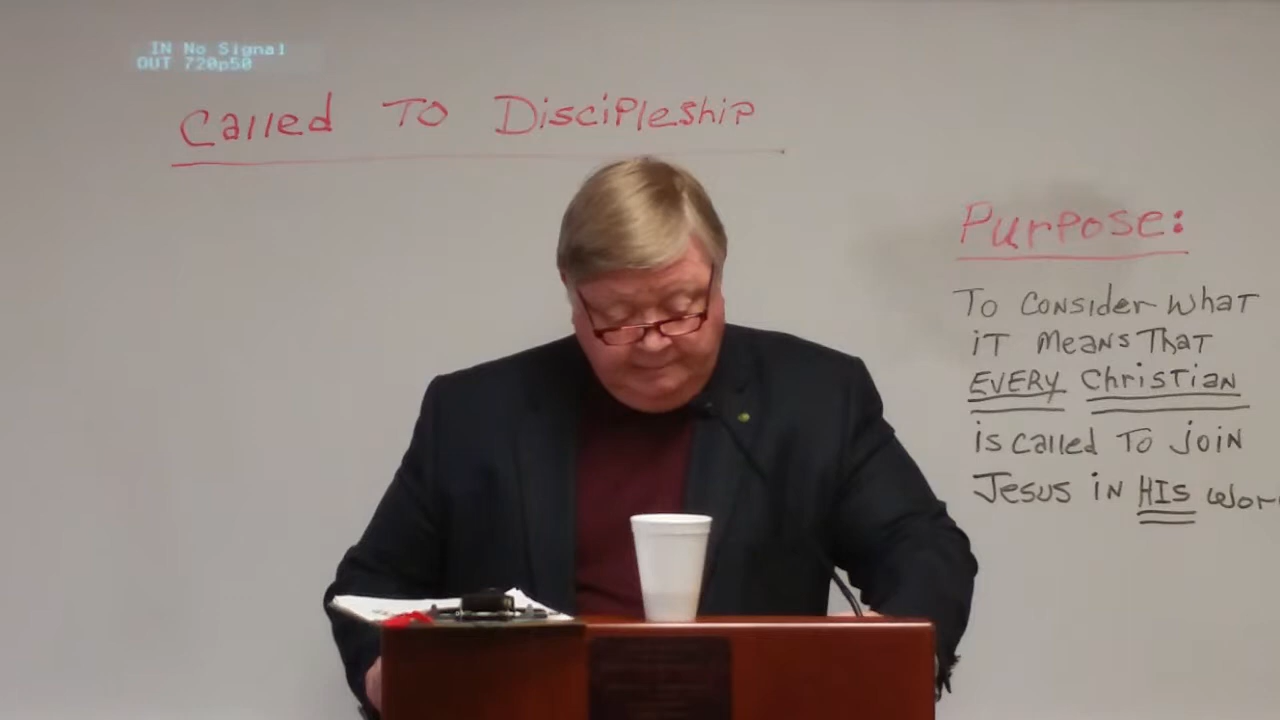 IN No Signal
OUT 720p50
Called To Discipleship
Purpose:
To consider what
it means that
EVERY Christian
is called to join
Jesus in HIS wor